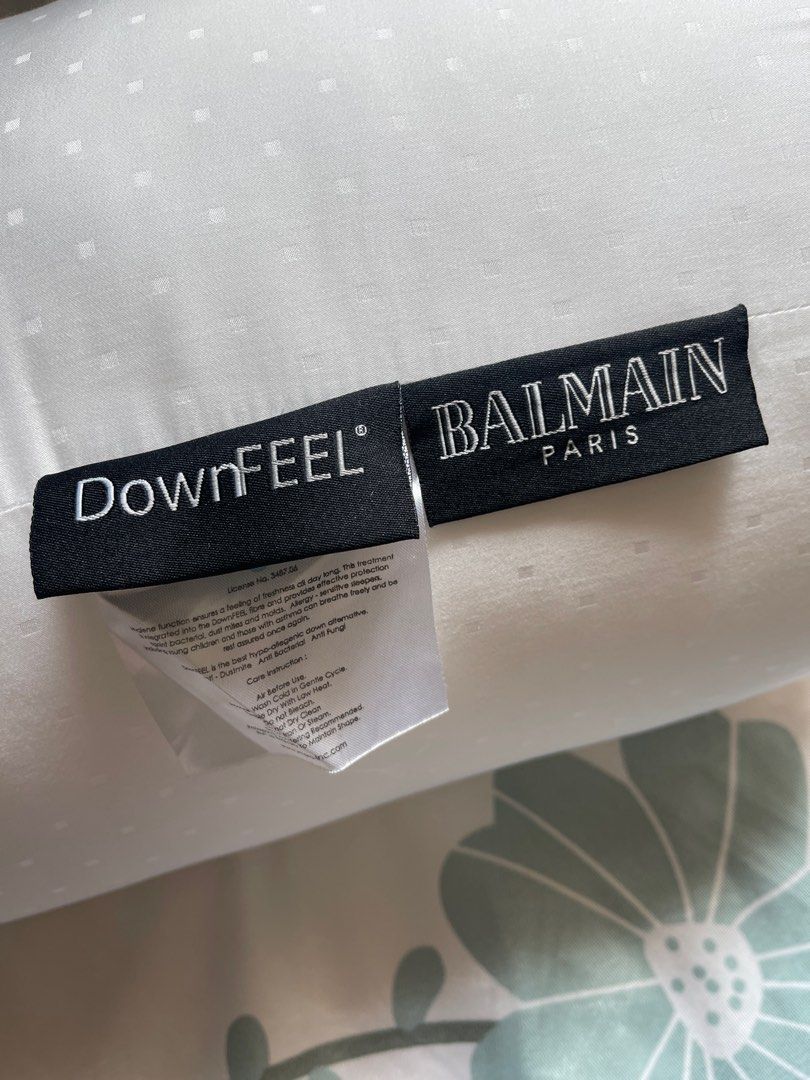 DownFEEL®
BALMAIN
PARIS
License No. 3467.06
function ensures a feeling of freshness all day long. This treatment
integrated into the DownFEEL fibre and provides effective protection
bacterial, dust mites and molds. Allergy - sensitive sleepers,
young children and those with asthma can breathe freely and be
rest assured once again.
is the best hypo-allegenic down alternative.
- Dustmite Anti Bacterial Anti Fungi
Care Instruction :
Air Before Use.
Wash Cold in Gentle Cycle.
Dry With Low Heat.
not Bleach.
Dry Clean
or Steam.
Recommended.
to Maintain Shape.
.com